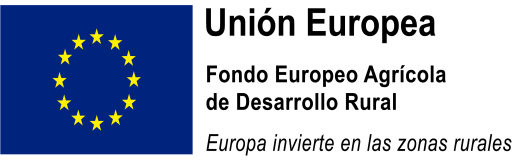 Unión Europea
Fondo Europeo Agrícola
de Desarrollo Rural
Europa invierte en las zonas rurales